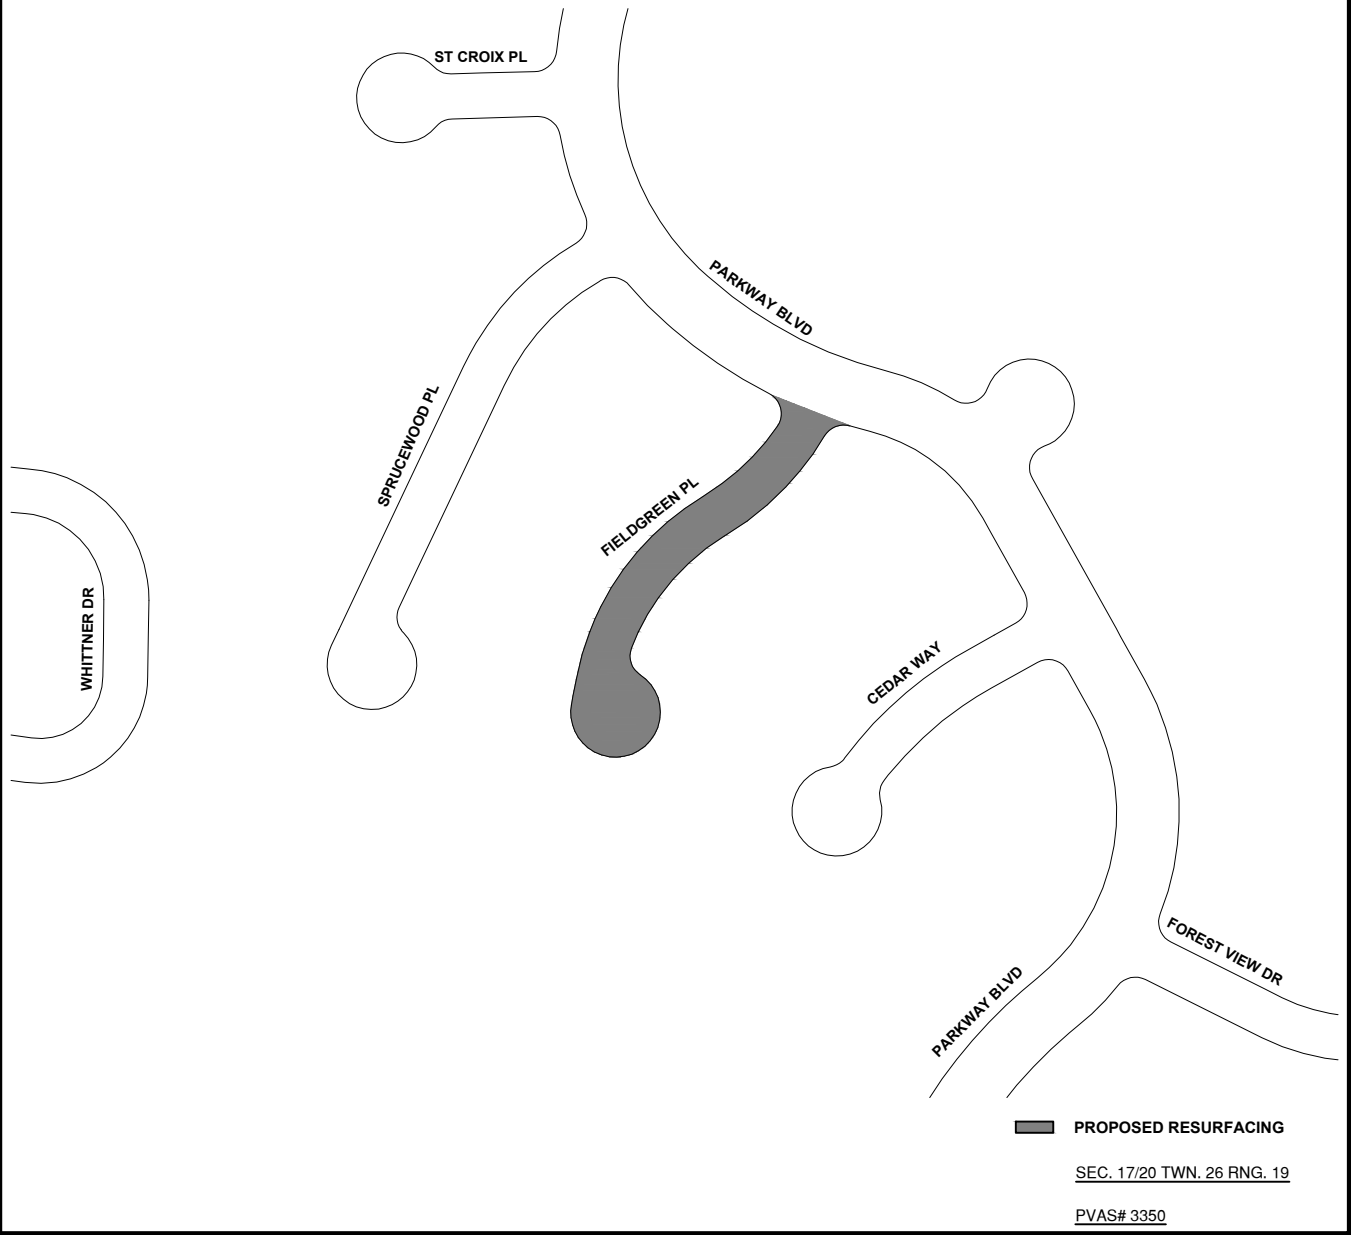 ST CROIX PL
PARKWAY BLVD
SPRUCEWOOD PL
FIELDGREEN PL
WHITTNER DR
CEDAR WAY
FOREST VIEW DR
PARKWAY BLVD
PROPOSED RESURFACING
SEC. 17/20 TWN. 26 RNG. 19
PVAS# 3350